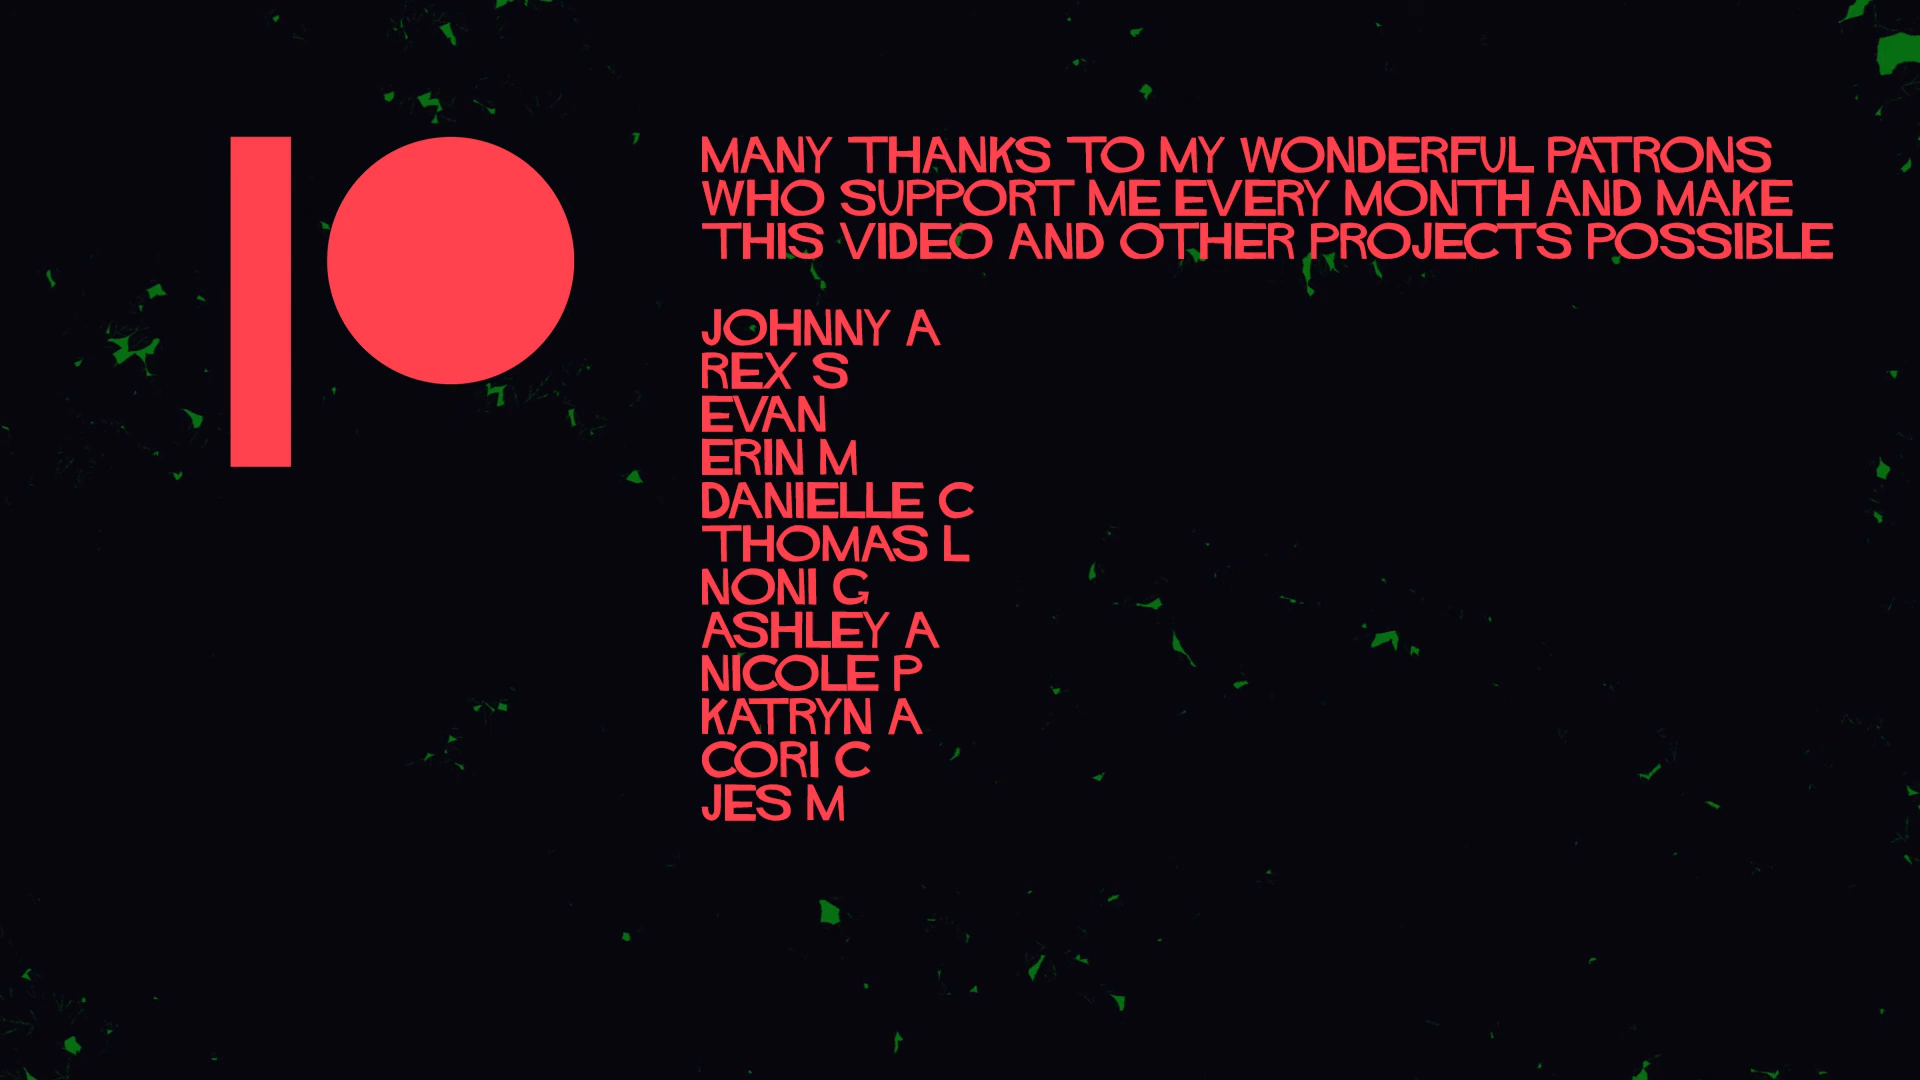 MANY THANKS TO MY WONDERFUL PATRONS
WHO SUPPORT ME EVERY MONTH AND MAKE
THIS VIDEO AND OTHER PROJECTS POSSIBLE
JOHNNY A
REX S
EVAN
ERIN M
DANIELLE C
THOMAS L
NONI G
ASHLEY A
NICOLE P
KATRYN A
CORI C
JES M